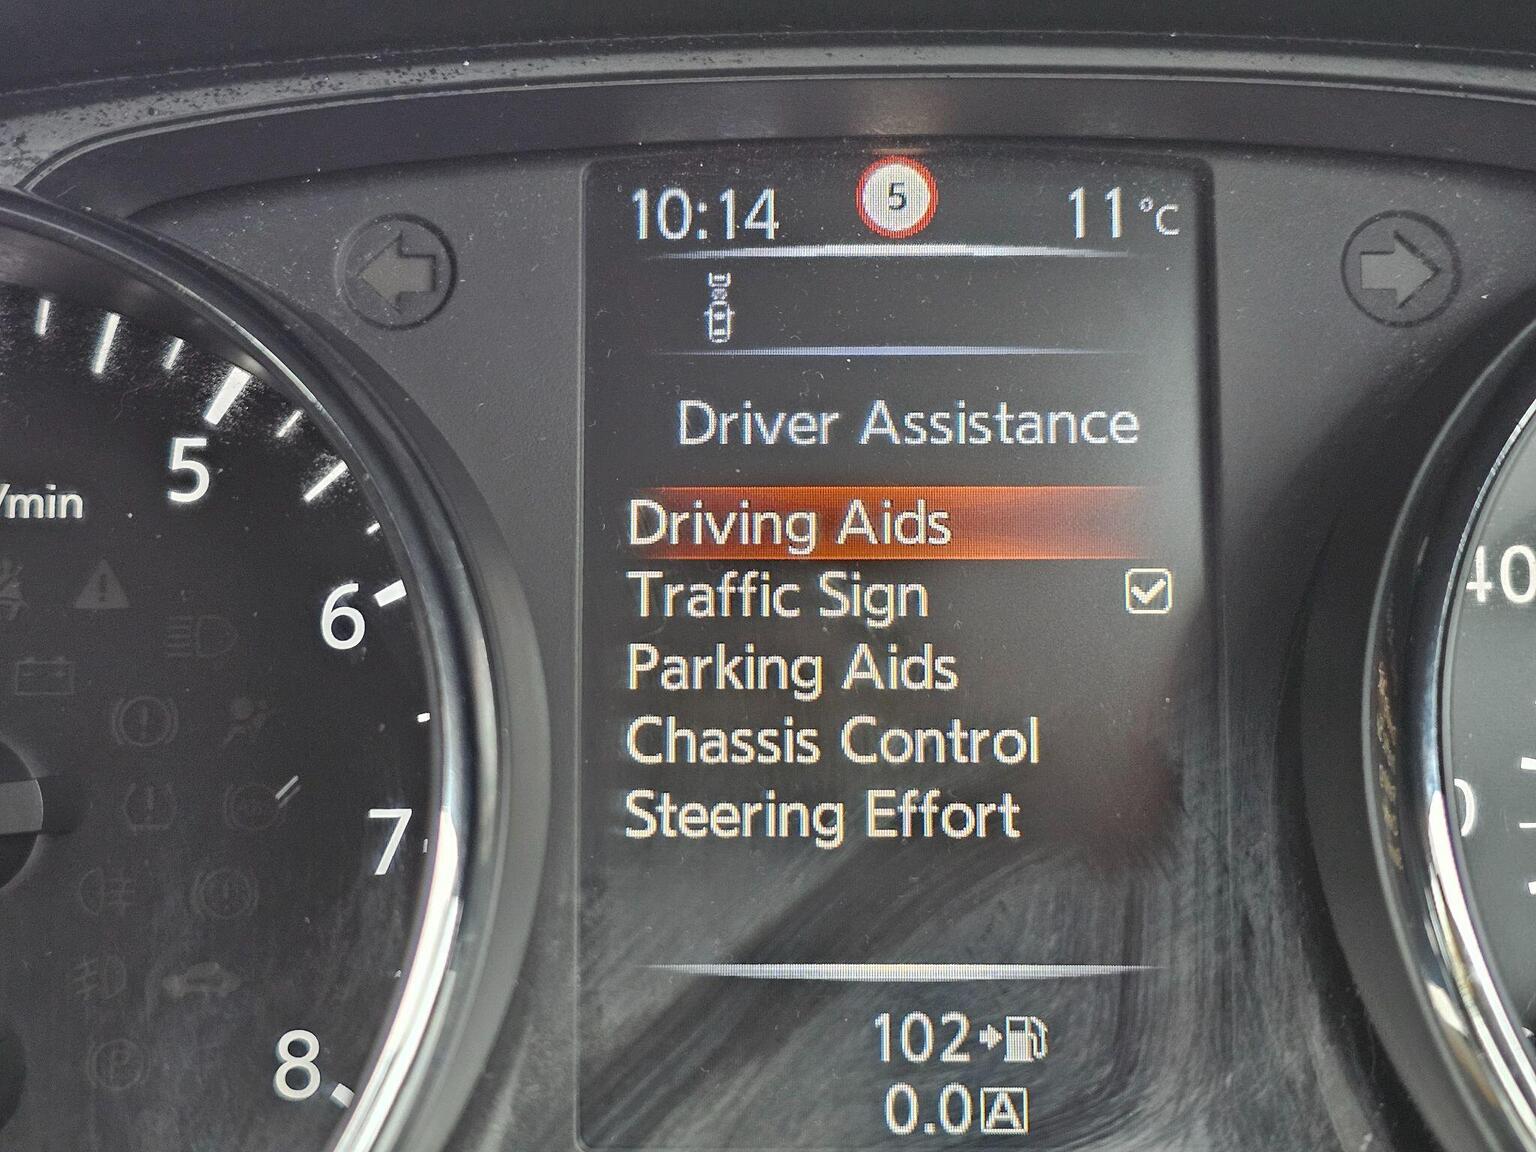 10:14 5 11°C
Driver Assistance
Driving Aids
Traffic Sign
Parking Aids
Chassis Control
Steering Effort
102
0.0 A
/min
5
6
7
8
40
0